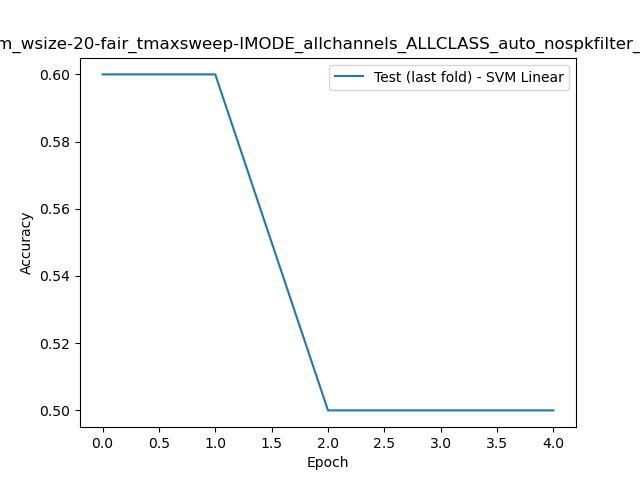 m_wsize-20-fair_tmaxsweep-IMODE_allchannels_ALLCLASS_auto_nospkfilter_
Test (last fold) - SVM Linear
Accuracy
0.60
0.58
0.56
0.54
0.52
0.50
0.0 0.5 1.0 1.5 2.0 2.5 3.0 3.5 4.0
Epoch